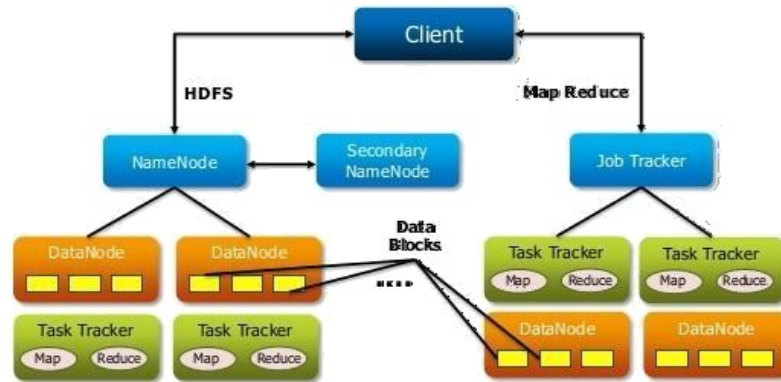 Client
HDFS
Map Reduce
NameNode
Secondary
NameNode
Job Tracker
Data
Blocks
DataNode
DataNode
Task Tracker
Map
Reduce
Task Tracker
Map
Reduce
Task Tracker
Map
Reduce
Task Tracker
Map
Reduce
DataNode
DataNode